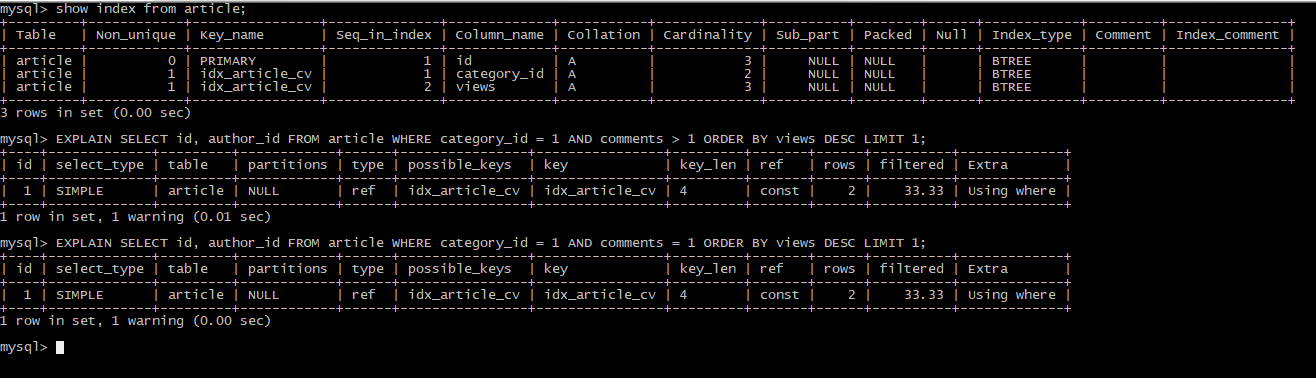 mysql> show index from article;
+---------+------------+----------------+--------------+-------------+-----------+-------------+----------+--------+------+------------+---------+---------------+
| Table   | Non_unique | Key_name       | Seq_in_index | Column_name | Collation | Cardinality | Sub_part | Packed | Null | Index_type | Comment | Index_comment |
+---------+------------+----------------+--------------+-------------+-----------+-------------+----------+--------+------+------------+---------+---------------+
| article |          0 | PRIMARY        |            1 | id          | A         |           3 |     NULL | NULL   |      | BTREE      |         |               |
| article |          1 | idx_article_cv |            1 | category_id | A         |           2 |     NULL | NULL   |      | BTREE      |         |               |
| article |          1 | idx_article_cv |            2 | views       | A         |           3 |     NULL | NULL   |      | BTREE      |         |               |
+---------+------------+----------------+--------------+-------------+-----------+-------------+----------+--------+------+------------+---------+---------------+
3 rows in set (0.00 sec)
mysql> EXPLAIN SELECT id, author_id FROM article WHERE category_id = 1 AND comments > 1 ORDER BY views DESC LIMIT 1;
+----+-------------+---------+------------+------+----------------+----------------+---------+-------+------+----------+-------------+
| id | select_type | table   | partitions | type | possible_keys  | key            | key_len | ref   | rows | filtered | Extra       |
+----+-------------+---------+------------+------+----------------+----------------+---------+-------+------+----------+-------------+
|  1 | SIMPLE      | article | NULL       | ref  | idx_article_cv | idx_article_cv | 4       | const |    2 |    33.33 | Using where |
+----+-------------+---------+------------+------+----------------+----------------+---------+-------+------+----------+-------------+
1 row in set, 1 warning (0.01 sec)
mysql> EXPLAIN SELECT id, author_id FROM article WHERE category_id = 1 AND comments = 1 ORDER BY views DESC LIMIT 1;
+----+-------------+---------+------------+------+----------------+----------------+---------+-------+------+----------+-------------+
| id | select_type | table   | partitions | type | possible_keys  | key            | key_len | ref   | rows | filtered | Extra       |
+----+-------------+---------+------------+------+----------------+----------------+---------+-------+------+----------+-------------+
|  1 | SIMPLE      | article | NULL       | ref  | idx_article_cv | idx_article_cv | 4       | const |    2 |    33.33 | Using where |
+----+-------------+---------+------------+------+----------------+----------------+---------+-------+------+----------+-------------+
1 row in set, 1 warning (0.00 sec)
mysql>